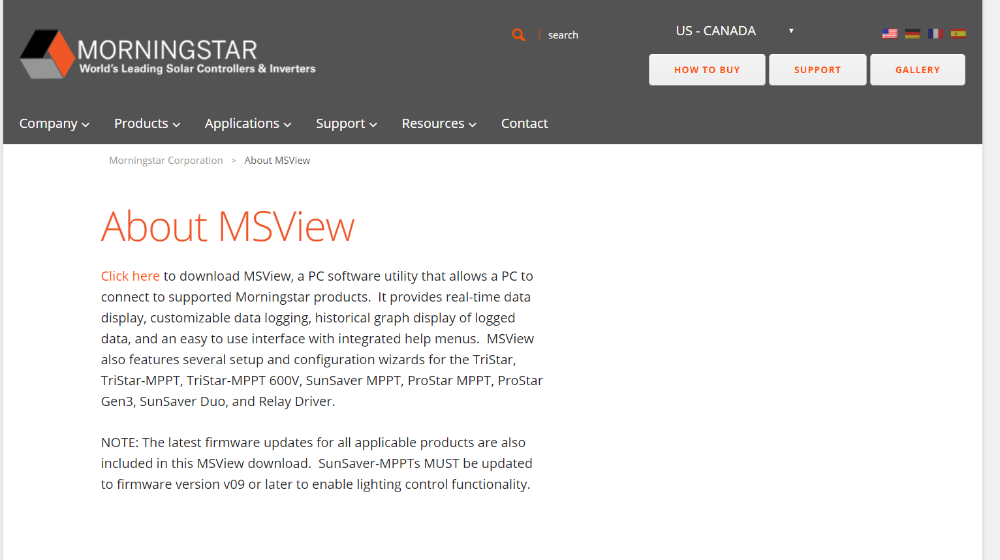 MORNINGSTAR
World's Leading Solar Controllers & Inverters
search
US - CANADA
HOW TO BUY
SUPPORT
GALLERY
Company
Products
Applications
Support
Resources
Contact
Morningstar Corporation > About MSView
About MSView
Click here to download MSView, a PC software utility that allows a PC to
connect to supported Morningstar products.  It provides real-time data
display, customizable data logging, historical graph display of logged
data, and an easy to use interface with integrated help menus.  MSView
also features several setup and configuration wizards for the TriStar,
TriStar-MPPT, TriStar-MPPT 600V, SunSaver MPPT, ProStar MPPT, ProStar
Gen3, SunSaver Duo, and Relay Driver.
NOTE: The latest firmware updates for all applicable products are also
included in this MSView download.  SunSaver-MPPTs MUST be updated
to firmware version v09 or later to enable lighting control functionality.